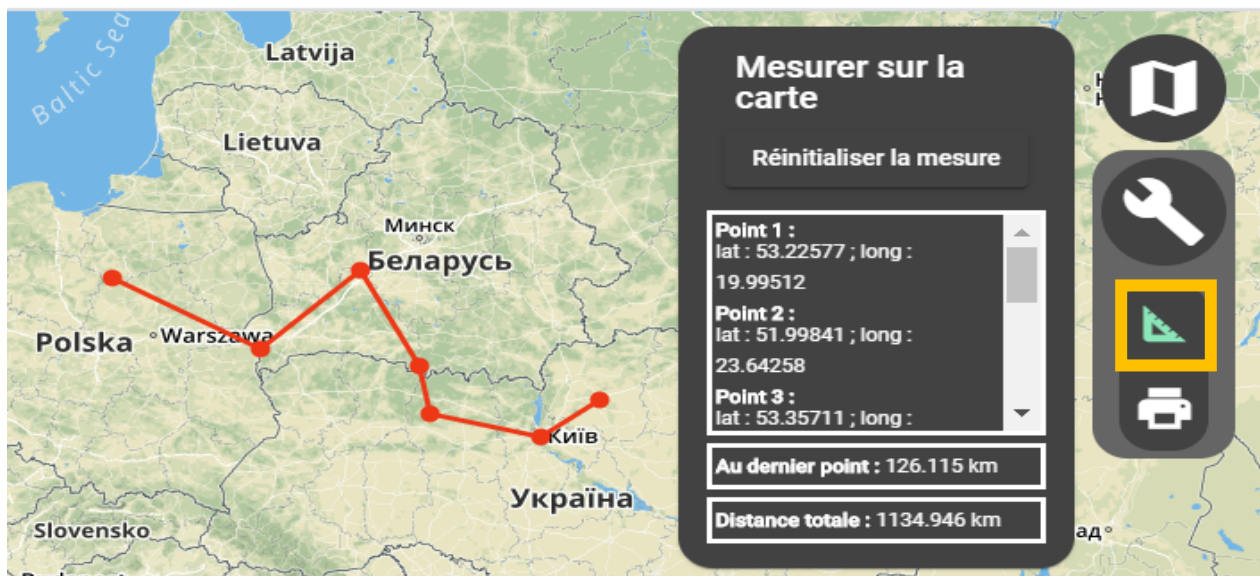 Baltic Sea
Latvija
Lietuva
Минск
Беларусь
Polska
Warszawa
Київ
Україна
Slovensko
Mesurer sur la
carte
Réinitialiser la mesure
Point 1 :
lat : 53.22577 ; long :
19.99512
Point 2 :
lat : 51.99841 ; long :
23.64258
Point 3 :
lat : 53.35711 ; long :
Au dernier point : 126.115 km
Distance totale : 1134.946 km